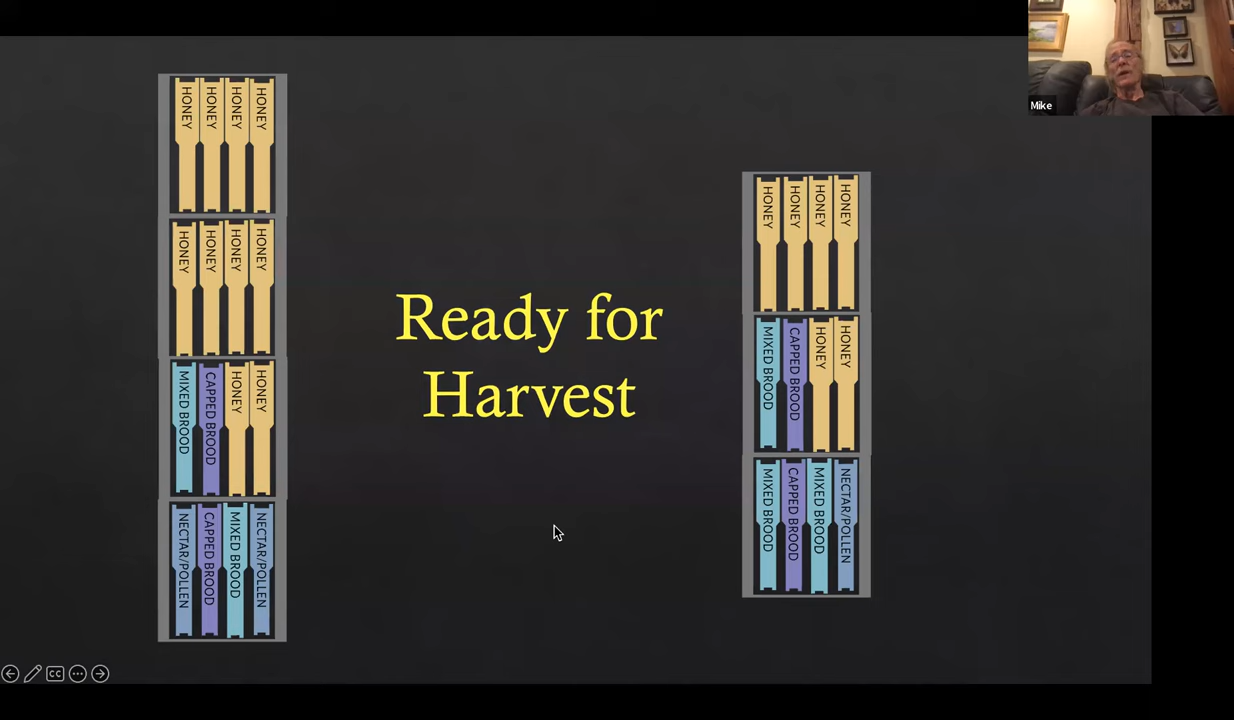 HONEY HONEY HONEY HONEY
HONEY HONEY HONEY HONEY
MIXED BROOD CAPPED BROOD HONEY HONEY
NECTAR/POLLEN CAPPED BROOD MIXED BROOD NECTAR/POLLEN
Ready for
Harvest
HONEY HONEY HONEY HONEY
MIXED BROOD CAPPED BROOD HONEY HONEY
MIXED BROOD CAPPED BROOD MIXED BROOD NECTAR/POLLEN
Mike
CC